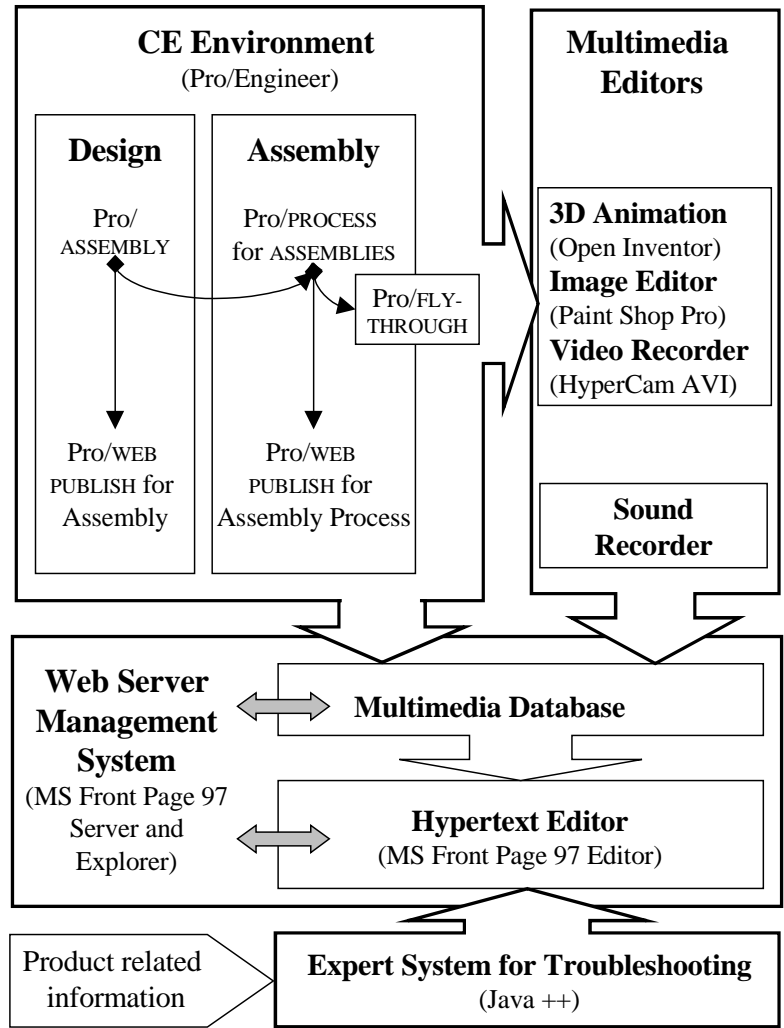 CE Environment
(Pro/Engineer)
Design
Pro/
ASSEMBLY
Pro/WEB
PUBLISH for
Assembly
Assembly
Pro/PROCESS
for ASSEMBLIES
Pro/FLY-
THROUGH
Pro/WEB
PUBLISH for
Assembly Process
Multimedia
Editors
3D Animation
(Open Inventor)
Image Editor
(Paint Shop Pro)
Video Recorder
(HyperCam AVI)
Sound
Recorder
Web Server
Management
System
(MS Front Page 97
Server and
Explorer)
Multimedia Database
Hypertext Editor
(MS Front Page 97 Editor)
Product related
information
Expert System for Troubleshooting
(Java ++)